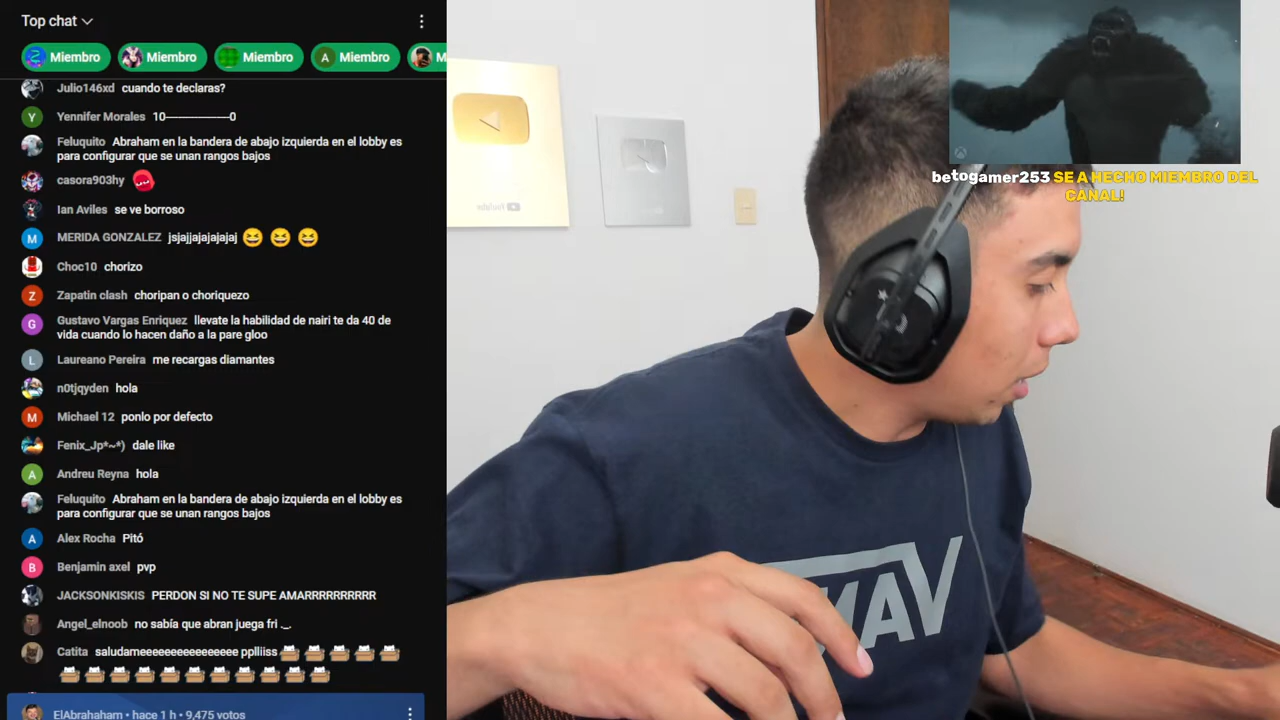 Top chat
Miembro
Miembro
Miembro
A Miembro
M
Julio146xd cuando te declaras?
Y Yennifer Morales 10-----------------0
Feluquito Abraham en la bandera de abajo izquierda en el lobby es
para configurar que se unan rangos bajos
casora903hy
Ian Aviles se ve borroso
M MERIDA GONZALEZ jsjajjajajajajaj
Choc10 chorizo
Z Zapatin clash choripan o choriquezo
G Gustavo Vargas Enriquez llevate la habilidad de nairi te da 40 de
vida cuando lo hacen daño a la pare gloo
L Laureano Pereira me recargas diamantes
n0tjqyden hola
M Michael 12 ponlo por defecto
Fenix_Jp*~*) dale like
A Andreu Reyna hola
Feluquito Abraham en la bandera de abajo izquierda en el lobby es
para configurar que se unan rangos bajos
A Alex Rocha Pitó
B Benjamin axel pvp
JACKSONKISKIS PERDON SI NO TE SUPE AMARRRRRRRRRR
Angel_elnoob no sabía que abran juega fri ._.
Catita saludameeeeeeeeeeeeeeee pplliiss
ElAbrahaham • hace 1 h • 9,475 votos
YouTube
betogamer253 SE A HECHO MIEMBRO DEL
CANAL!
VAN